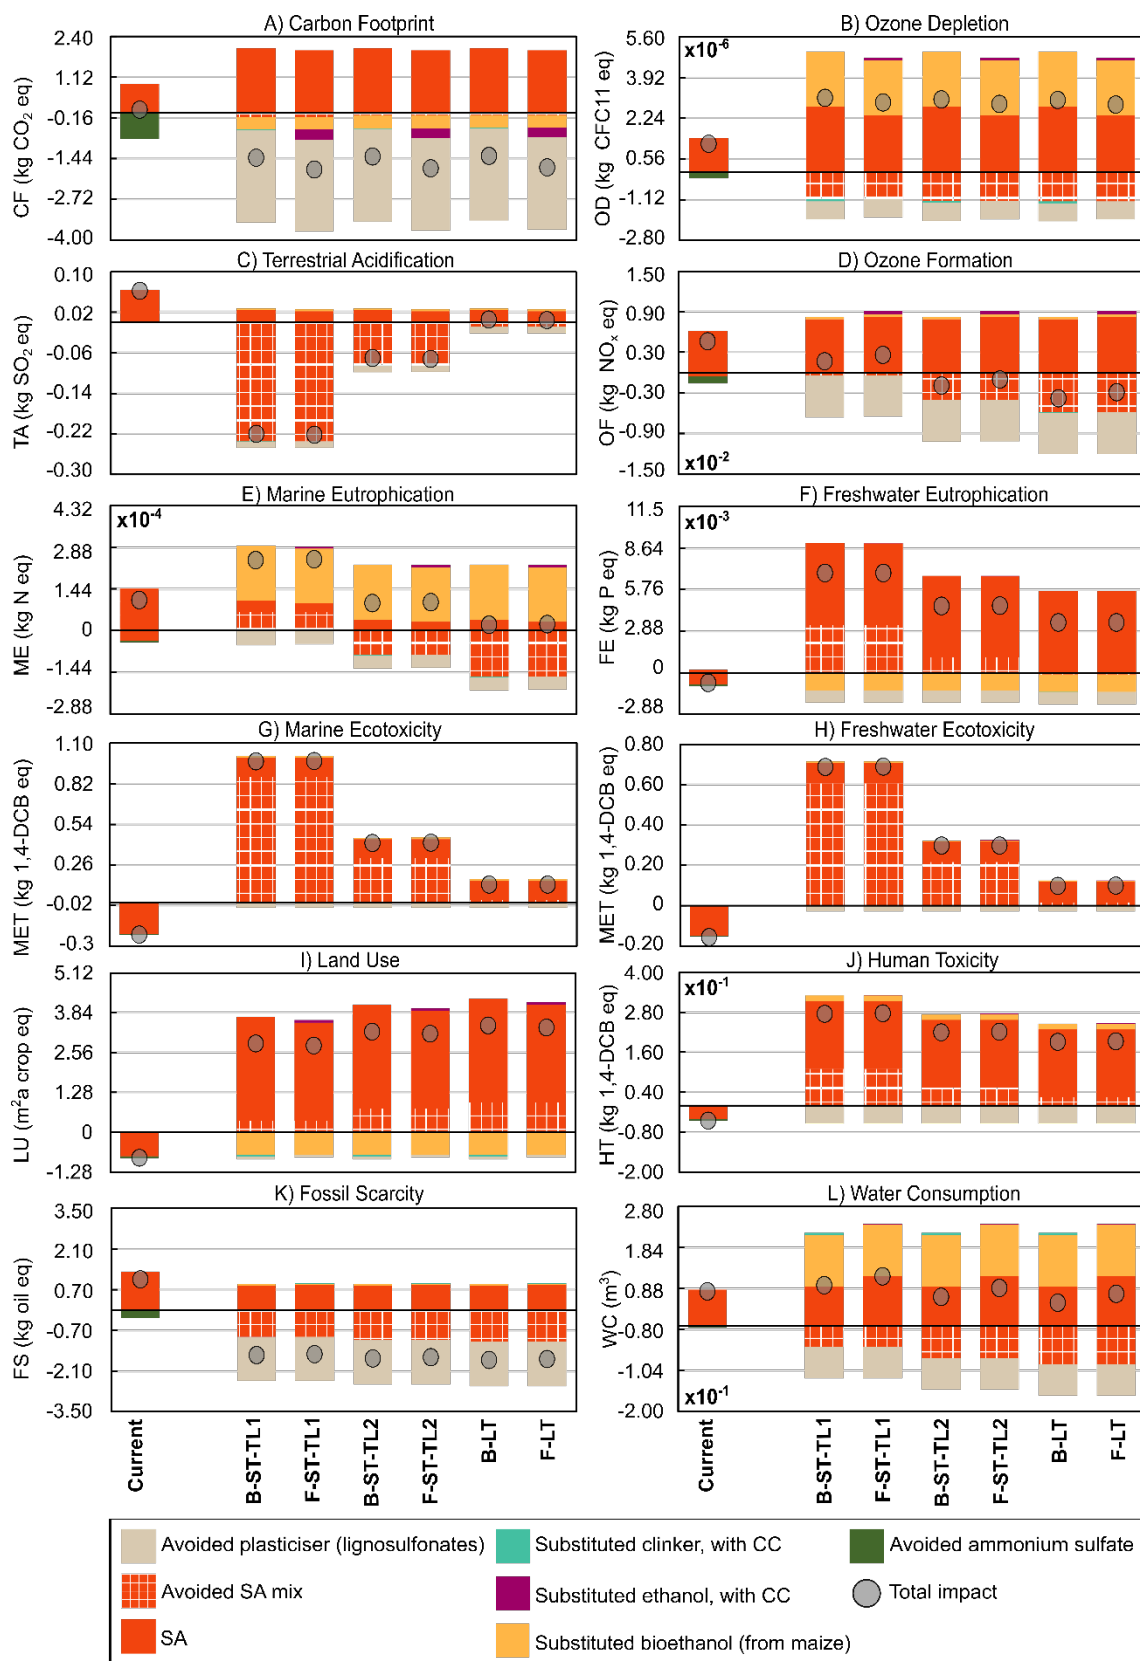 A) Carbon Footprint
2.40
1.12
-0.16
-1.44
-2.72
-4.00
CF (kg CO₂ eq)
B) Ozone Depletion
x10⁻⁶
5.60
3.92
2.24
0.56
-1.12
-2.80
OD (kg CFC11 eq)
C) Terrestrial Acidification
0.10
0.02
-0.06
-0.14
-0.22
-0.30
TA (kg SO₂ eq)
D) Ozone Formation
1.50
0.90
0.30
-0.30
-0.90
-1.50
x10⁻²
OF (kg NOₓ eq)
E) Marine Eutrophication
x10⁻⁴
4.32
2.88
1.44
0
-1.44
-2.88
ME (kg N eq)
F) Freshwater Eutrophication
x10⁻³
11.5
8.64
5.76
2.88
0
-2.88
FE (kg P eq)
G) Marine Ecotoxicity
1.10
0.82
0.54
0.26
-0.02
-0.3
MET (kg 1,4-DCB eq)
H) Freshwater Ecotoxicity
0.80
0.60
0.40
0.20
0
-0.20
MET (kg 1,4-DCB eq)
I) Land Use
5.12
3.84
2.56
1.28
0
-1.28
LU (m²a crop eq)
J) Human Toxicity
x10⁻¹
4.00
2.80
1.60
0.40
-0.80
-2.00
HT (kg 1,4-DCB eq)
K) Fossil Scarcity
3.50
2.10
0.70
-0.70
-2.10
-3.50
FS (kg oil eq)
L) Water Consumption
2.80
1.84
0.88
-0.80
-1.04
-2.00
x10⁻¹
WC (m³)
Current
B-ST-TL1
F-ST-TL1
B-ST-TL2
F-ST-TL2
B-LT
F-LT
Current
B-ST-TL1
F-ST-TL1
B-ST-TL2
F-ST-TL2
B-LT
F-LT
Avoided plasticiser (lignosulfonates)
Avoided SA mix
SA
Substituted clinker, with CC
Substituted ethanol, with CC
Substituted bioethanol (from maize)
Avoided ammonium sulfate
Total impact